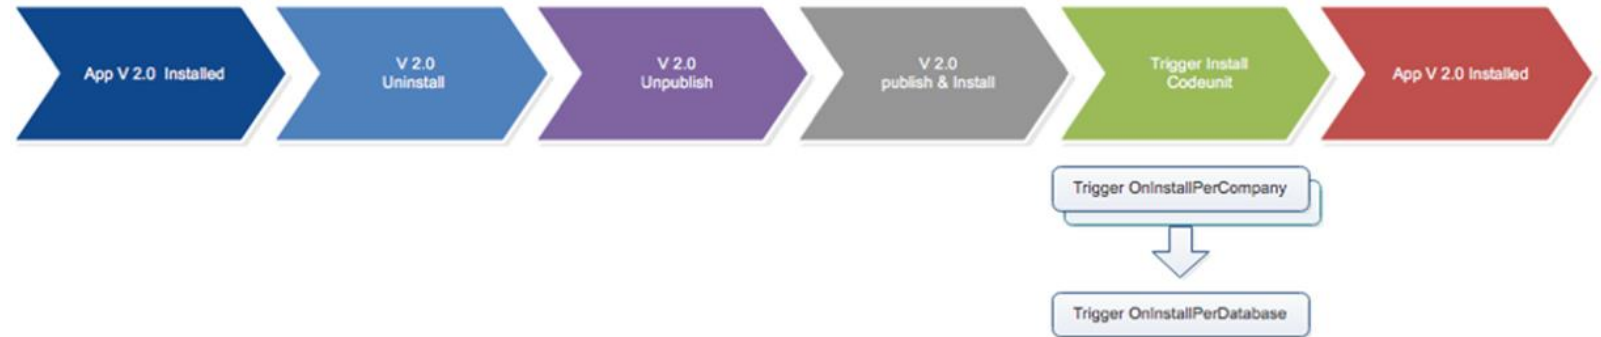 App V 2.0 Installed
V 2.0
Uninstall
V 2.0
Unpublish
V 2.0
publish & Install
Trigger Install
Codeunit
App V 2.0 Installed
Trigger OnInstallPerCompany
Trigger OnInstallPerDatabase